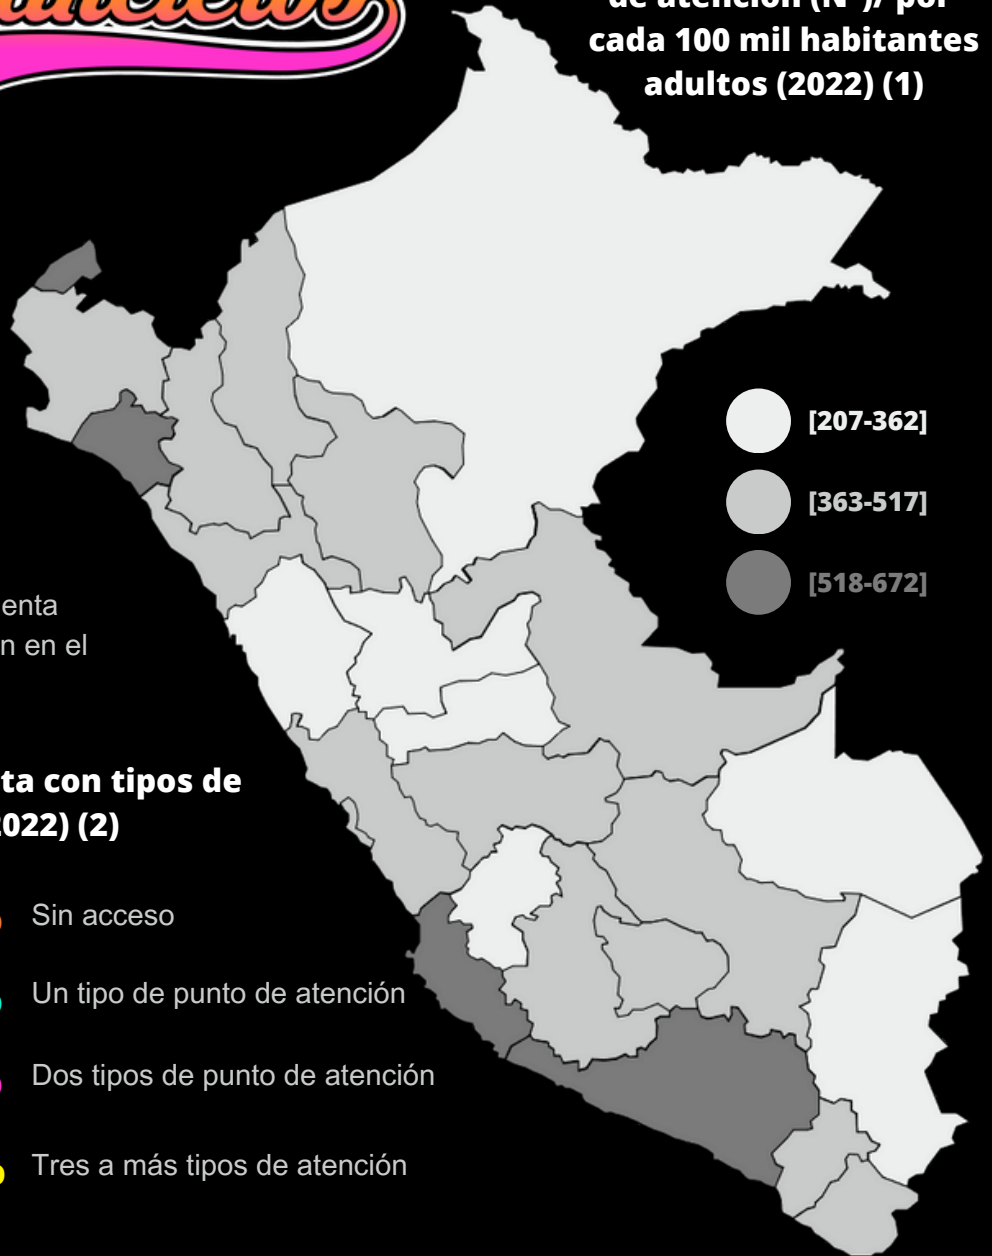 cada 100 mil habitantes
adultos (2022) (1)
[207-362]
[363-517]
[518-672]
enta
n en el
ta con tipos de
2022) (2)
Sin acceso
Un tipo de punto de atención
Dos tipos de punto de atención
Tres a más tipos de atención